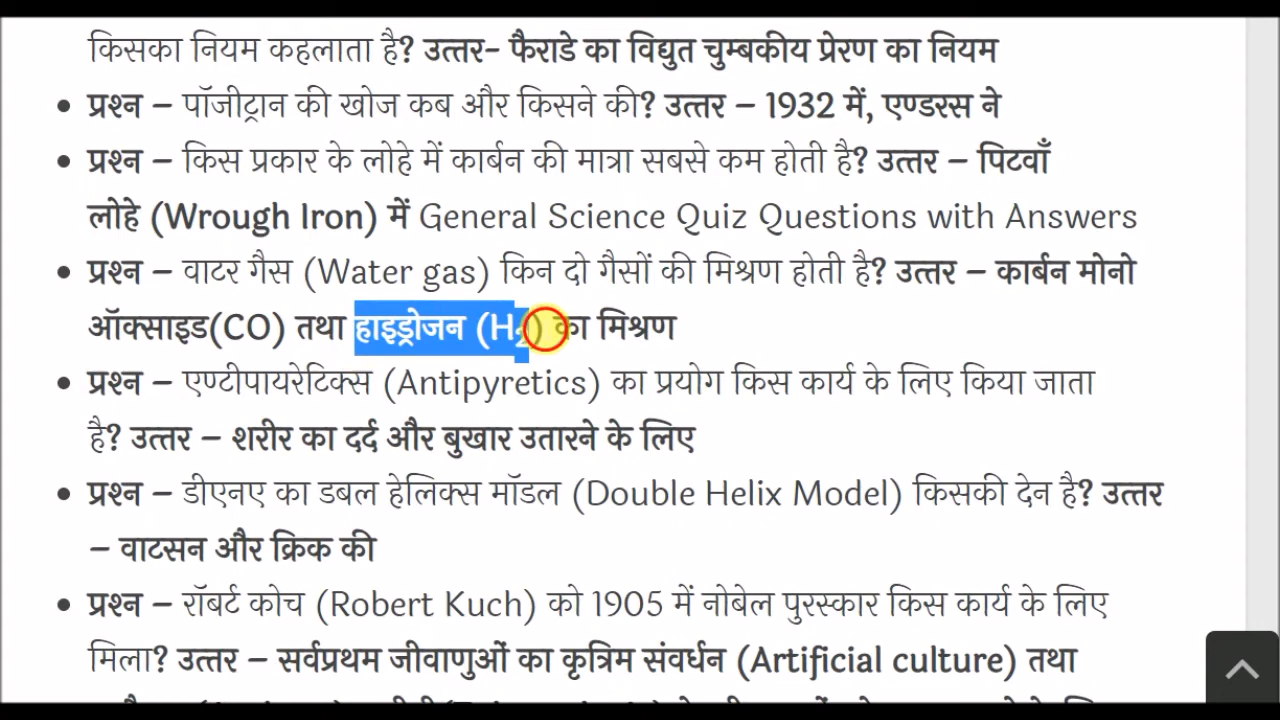 किसका नियम कहलाता है? उत्तर- फैराडे का विद्युत चुम्बकीय प्रेरण का नियम
• प्रश्न – पॉजीट्रान की खोज कब और किसने की? उत्तर – 1932 में, एण्डरस ने
• प्रश्न – किस प्रकार के लोहे में कार्बन की मात्रा सबसे कम होती है? उत्तर – पिटवाँ
लोहे (Wrough Iron) में General Science Quiz Questions with Answers
• प्रश्न – वाटर गैस (Water gas) किन दो गैसों की मिश्रण होती है? उत्तर – कार्बन मोनो
ऑक्साइड(CO) तथा हाइड्रोजन (H2) का मिश्रण
• प्रश्न – एण्टीपायरेटिक्स (Antipyretics) का प्रयोग किस कार्य के लिए किया जाता
है? उत्तर – शरीर का दर्द और बुखार उतारने के लिए
• प्रश्न – डीएनए का डबल हेलिक्स मॉडल (Double Helix Model) किसकी देन है? उत्तर
– वाटसन और क्रिक की
• प्रश्न – रॉबर्ट कोच (Robert Kuch) को 1905 में नोबेल पुरस्कार किस कार्य के लिए
मिला? उत्तर – सर्वप्रथम जीवाणुओं का कृत्रिम संवर्धन (Artificial culture) तथा